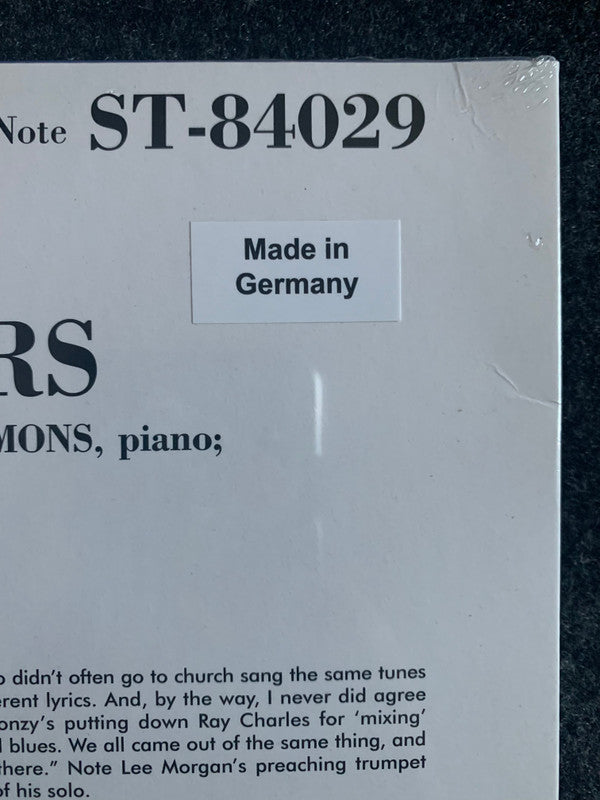 Note ST-84029
Made in
Germany
RS
MONS, piano;
o didn’t often go to church sang the same tunes
erent lyrics. And, by the way, I never did agree
onzy’s putting down Ray Charles for ‘mixing’
l blues. We all came out of the same thing, and
there.” Note Lee Morgan’s preaching trumpet
of his solo.